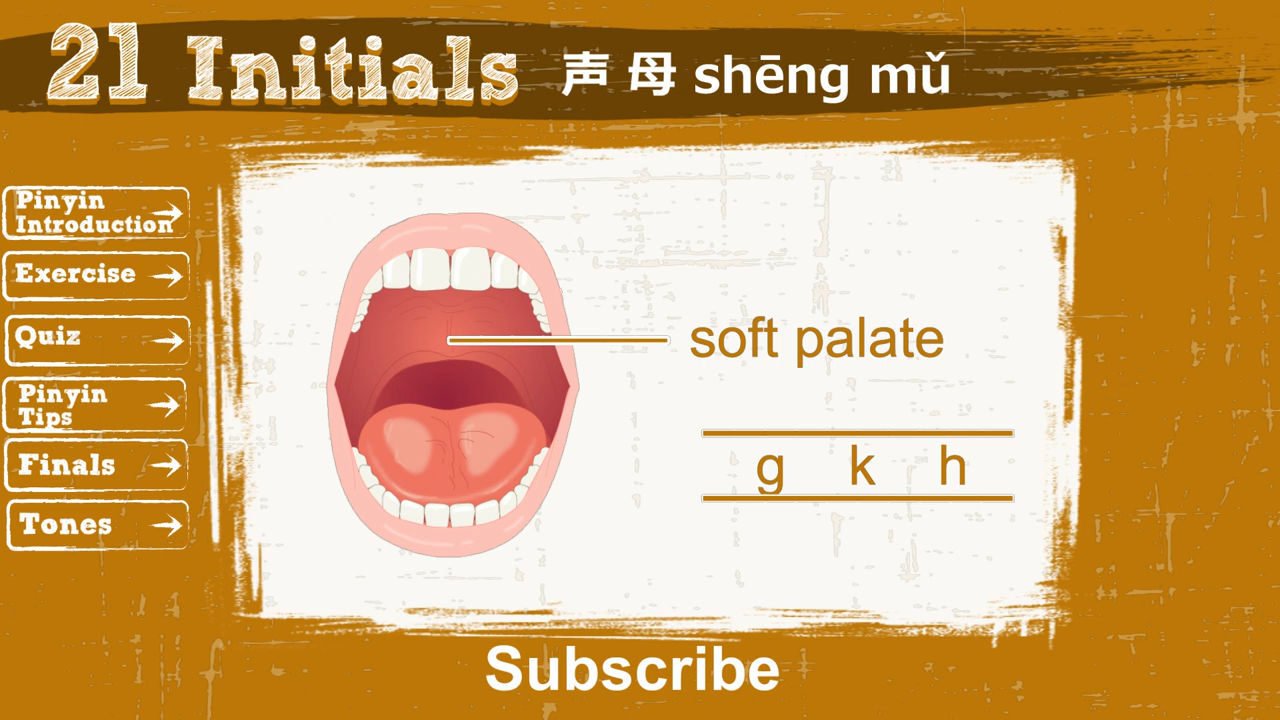 21 Initials 声 母 shēng mǔ
Pinyin
Introduction
Exercise
Quiz
Pinyin
Tips
Finals
Tones
soft palate
g k h
Subscribe